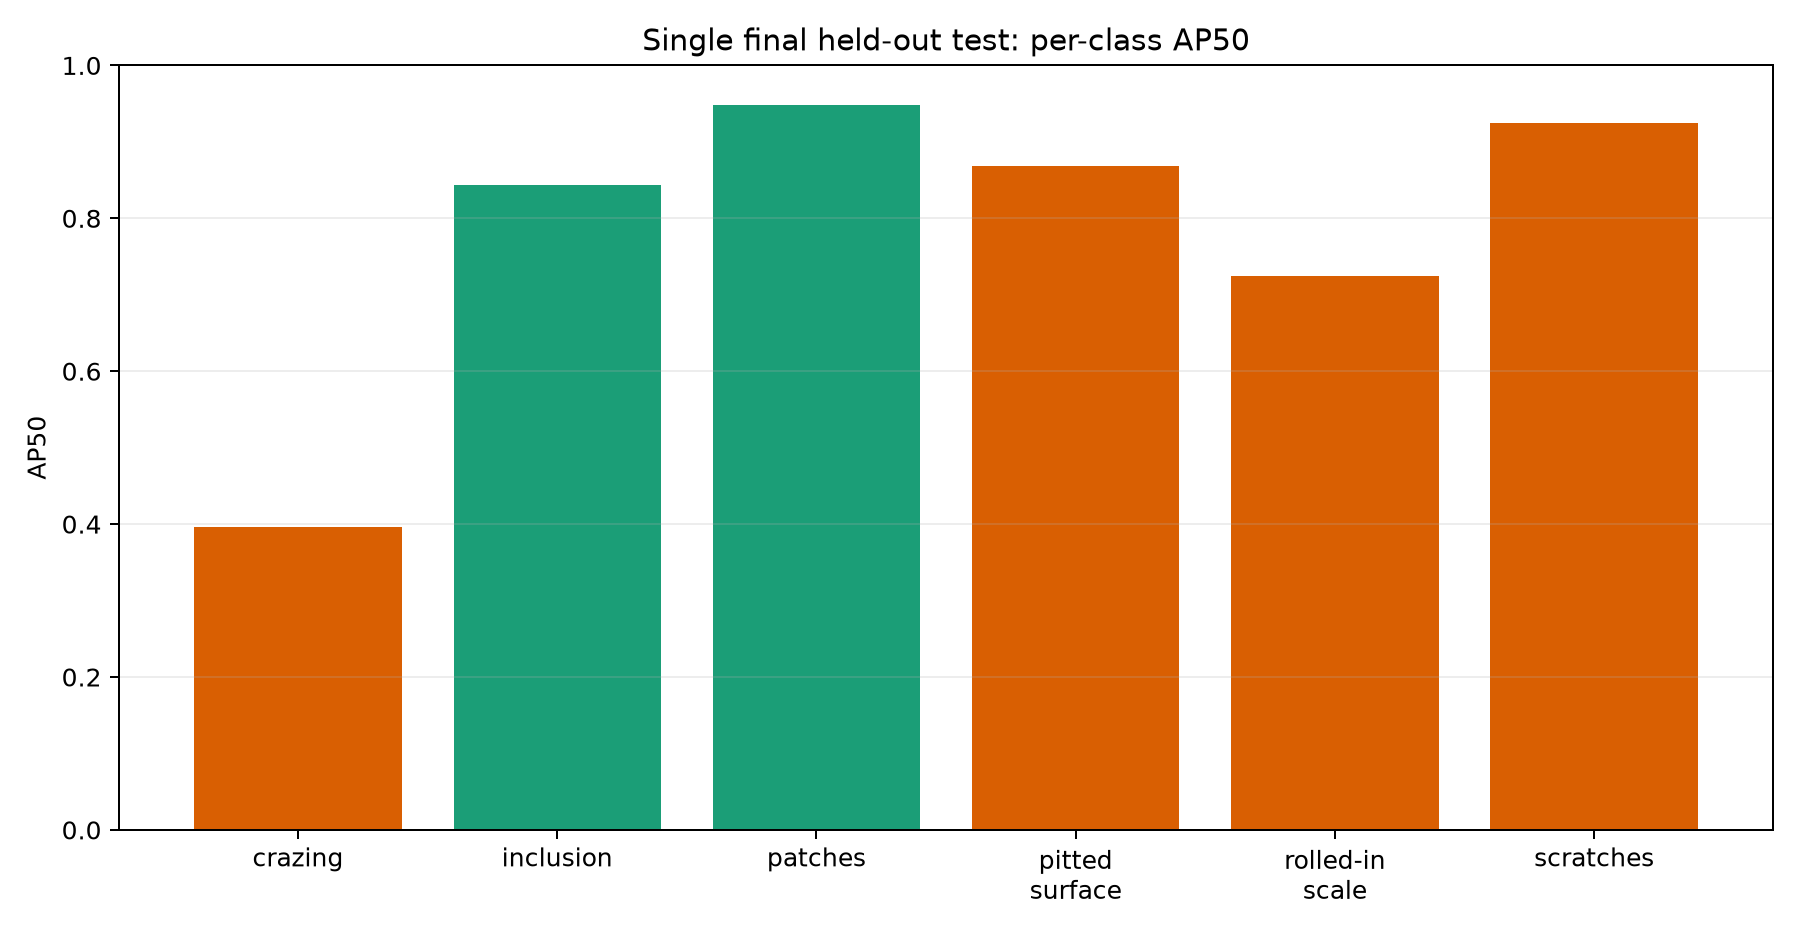 Single final held-out test: per-class AP50
1.0
0.8
0.6
0.4
0.2
0.0
AP50
crazing
inclusion
patches
pitted
surface
rolled-in
scale
scratches